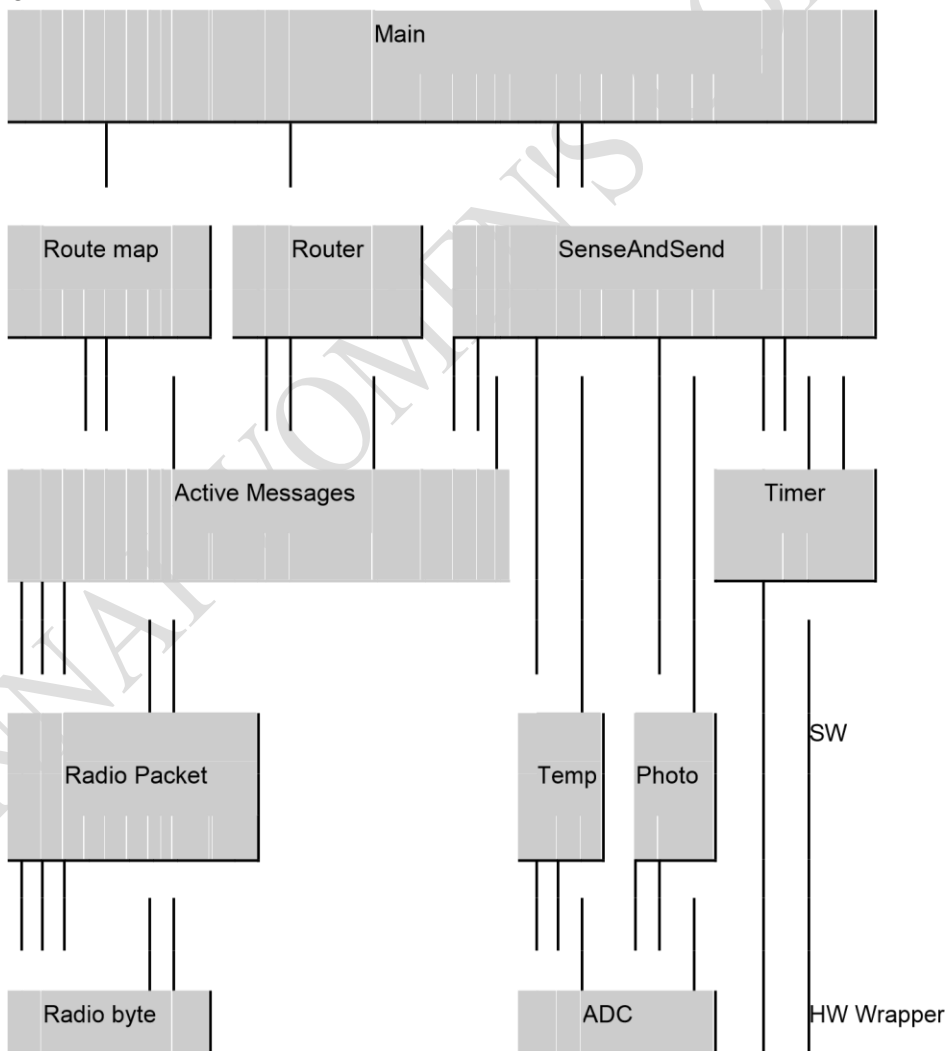 Main
Route map Router SenseAndSend
Active Messages Timer
SW
Radio Packet Temp Photo
Radio byte ADC HW Wrapper